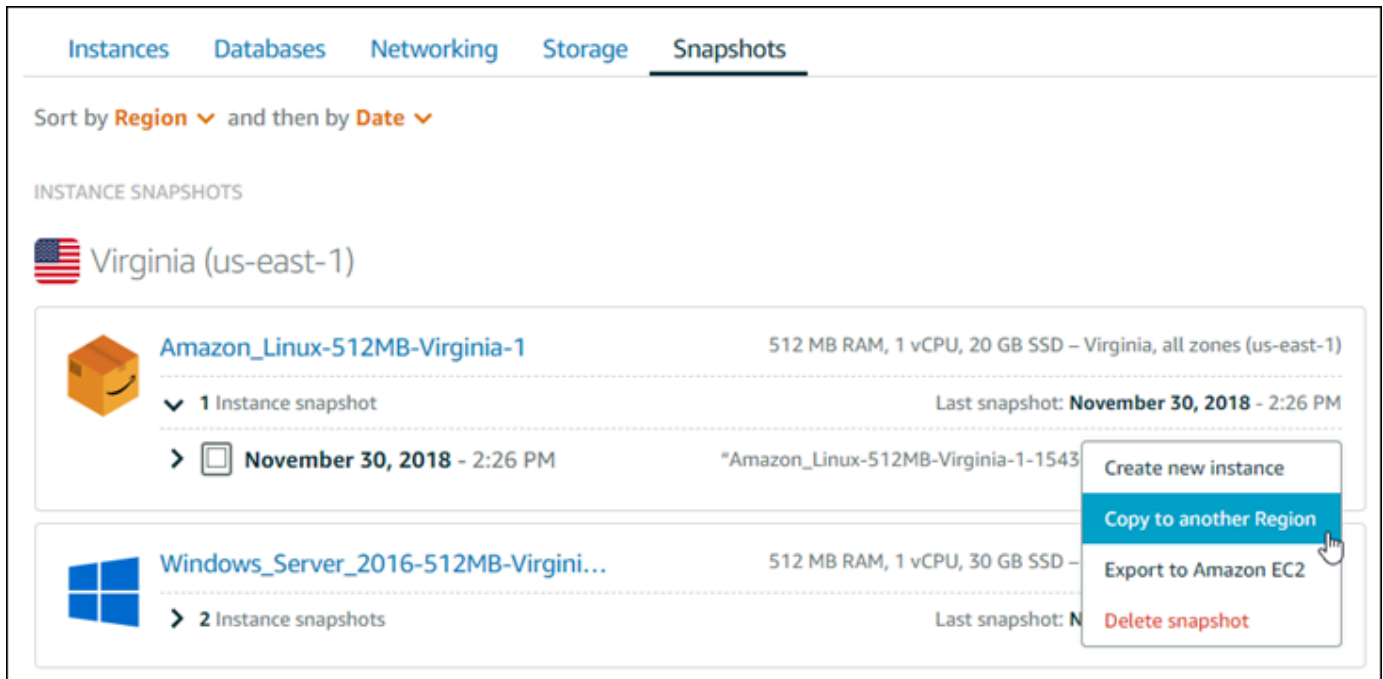 Instances Databases Networking Storage Snapshots
Sort by Region and then by Date
INSTANCE SNAPSHOTS
Virginia (us-east-1)
Amazon_Linux-512MB-Virginia-1 512 MB RAM, 1 vCPU, 20 GB SSD – Virginia, all zones (us-east-1)
1 Instance snapshot Last snapshot: November 30, 2018 - 2:26 PM
November 30, 2018 - 2:26 PM “Amazon_Linux-512MB-Virginia-1-1543
Create new instance
Copy to another Region
Windows_Server_2016-512MB-Virgini... 512 MB RAM, 1 vCPU, 30 GB SSD –
Export to Amazon EC2
2 Instance snapshots Last snapshot: N
Delete snapshot